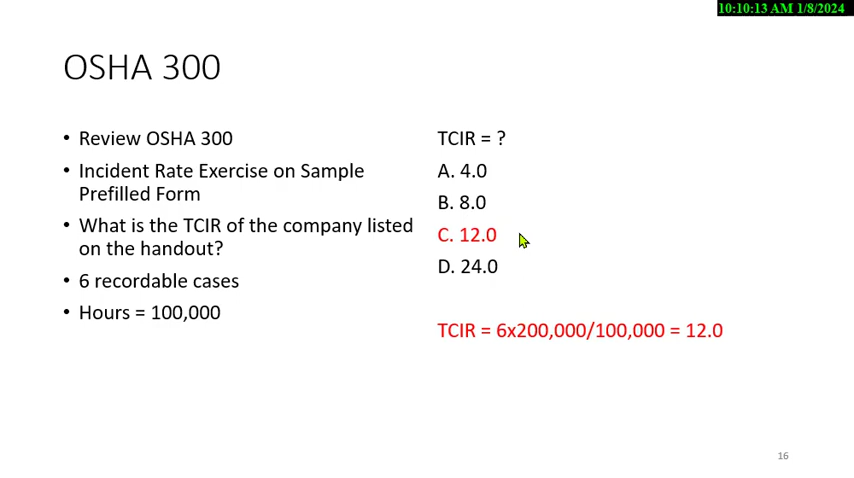 10:10:13 AM 1/8/2024
OSHA 300
• Review OSHA 300
• Incident Rate Exercise on Sample
Prefilled Form
• What is the TCIR of the company listed
on the handout?
• 6 recordable cases
• Hours = 100,000
TCIR = ?
A. 4.0
B. 8.0
C. 12.0
D. 24.0
TCIR = 6x200,000/100,000 = 12.0
16